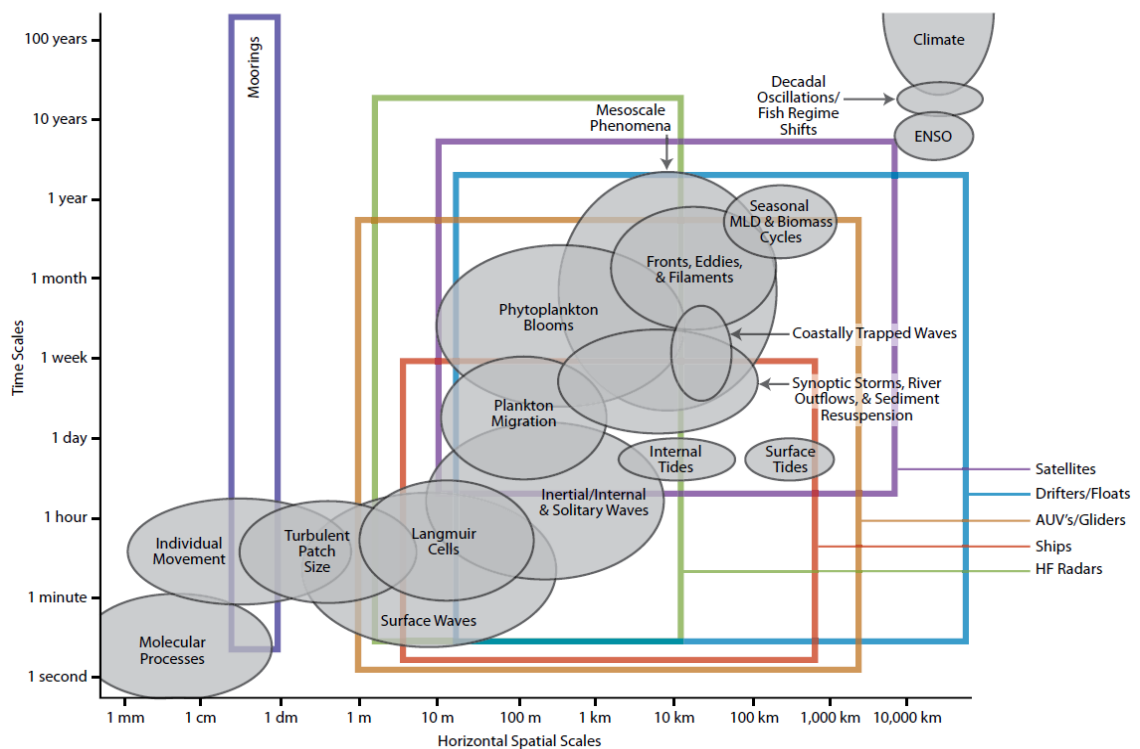 100 years
10 years
1 year
1 month
1 week
1 day
1 hour
1 minute
1 second
Time Scales
Moorings
Climate
Decadal
Oscillations/
Fish Regime
Shifts
ENSO
Mesoscale
Phenomena
Seasonal
MLD & Biomass
Cycles
Fronts, Eddies,
& Filaments
Phytoplankton
Blooms
Coastally Trapped Waves
Synoptic Storms, River
Outflows, & Sediment
Resuspension
Plankton
Migration
Internal
Tides
Surface
Tides
Inertial/Internal
& Solitary Waves
Langmuir
Cells
Turbulent
Patch
Size
Individual
Movement
Surface Waves
Molecular
Processes
Satellites
Drifters/Floats
AUV's/Gliders
Ships
HF Radars
1 mm
1 cm
1 dm
1 m
10 m
100 m
1 km
10 km
100 km
1,000 km
10,000 km
Horizontal Spatial Scales